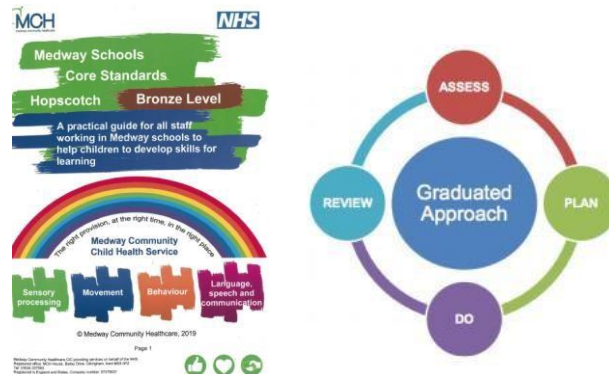 MCH
Medway community healthcare
NHS
Medway Schools
Core Standards
Hopscotch
Bronze Level
A practical guide for all staff
working in Medway schools to
help children to develop skills for
learning
The right provision, at the right time, in the right place
Medway Community
Child Health Service
Sensory
processing
Movement
Behaviour
Language,
speech and
communication
© Medway Community Healthcare, 2019
Page 1
ASSESS
PLAN
DO
REVIEW
Graduated
Approach